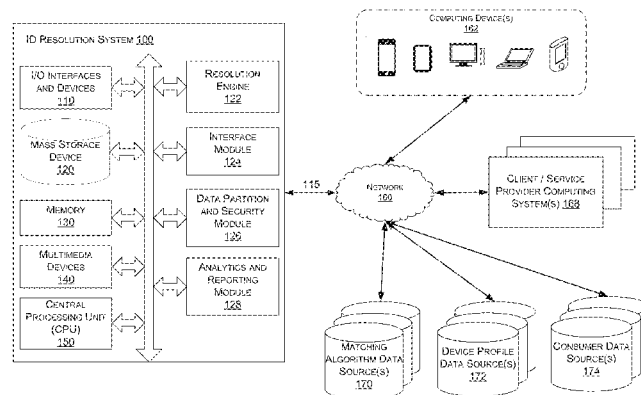 ID RESOLUTION SYSTEM 100
I/O INTERFACES
AND DEVICES
110
MASS STORAGE
DEVICE
120
MEMORY
130
MULTIMEDIA
DEVICES
140
CENTRAL
PROCESSING UNIT
(CPU)
150
RESOLUTION
ENGINE
122
INTERFACE
MODULE
124
DATA PARTITION
AND SECURITY
MODULE
126
ANALYTICS AND
REPORTING
MODULE
128
115
COMPUTING DEVICE(S)
162
NETWORK
160
CLIENT / SERVICE
PROVIDER COMPUTING
SYSTEM(S) 168
MATCHING
ALGORITHM DATA
SOURCE(S)
170
DEVICE PROFILE
DATA SOURCE(S)
172
CONSUMER DATA
SOURCE(S)
174